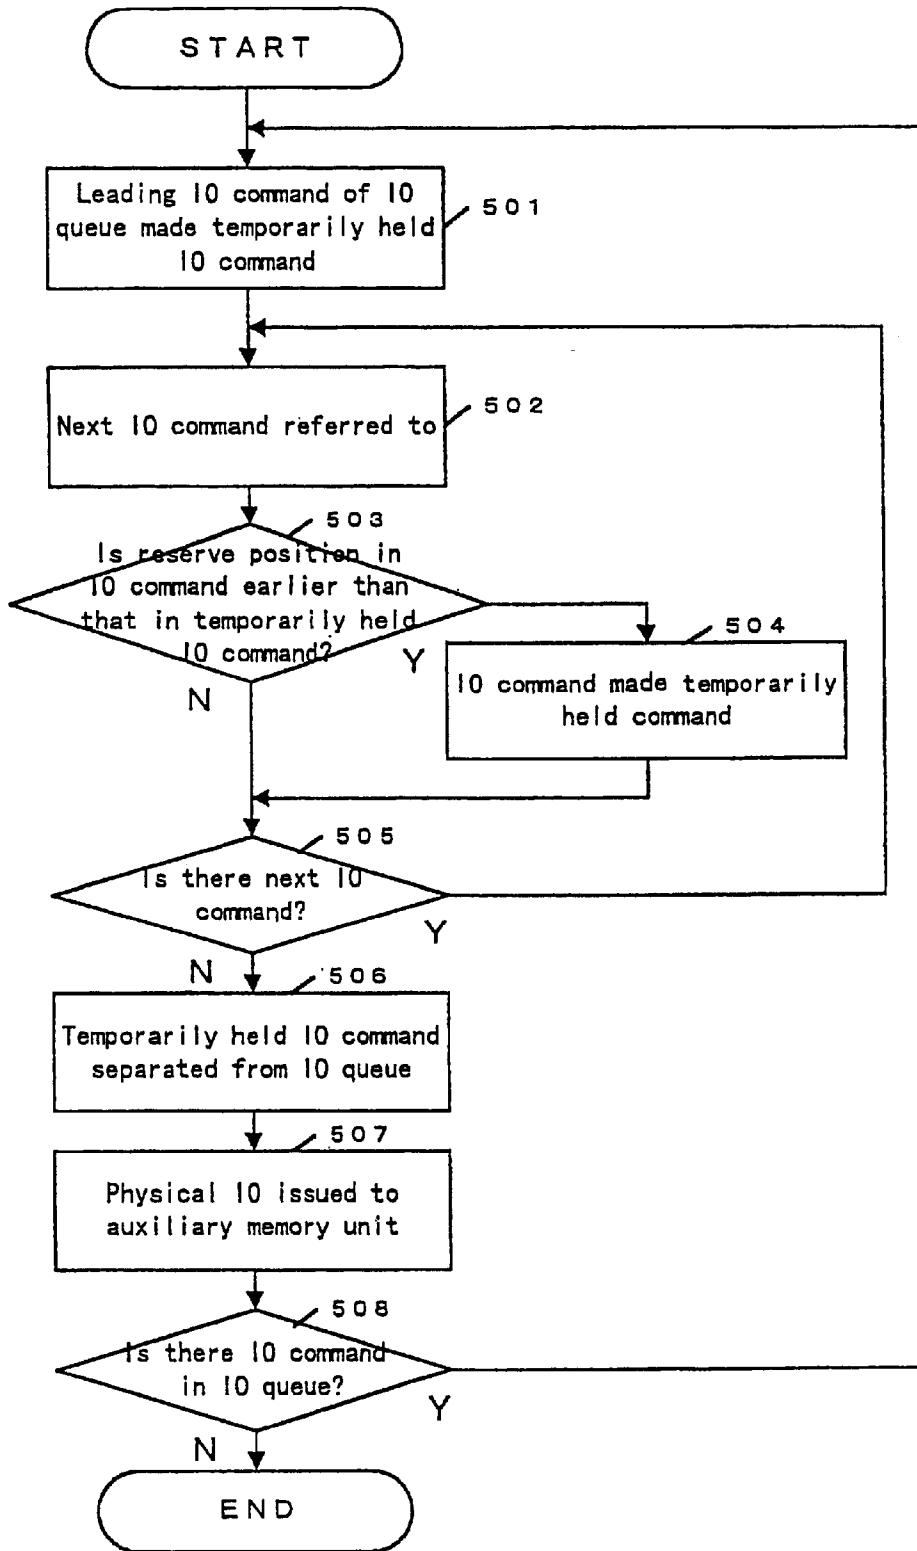 START
Leading IO command of IO
queue made temporarily held
IO command
501
Next IO command referred to
502
503
Is reserve position in
IO command earlier than
that in temporarily held
IO command?
Y
N
504
IO command made temporarily
held command
505
Is there next IO
command?
Y
N
506
Temporarily held IO command
separated from IO queue
507
Physical IO issued to
auxiliary memory unit
508
Is there IO command
in IO queue?
Y
N
END